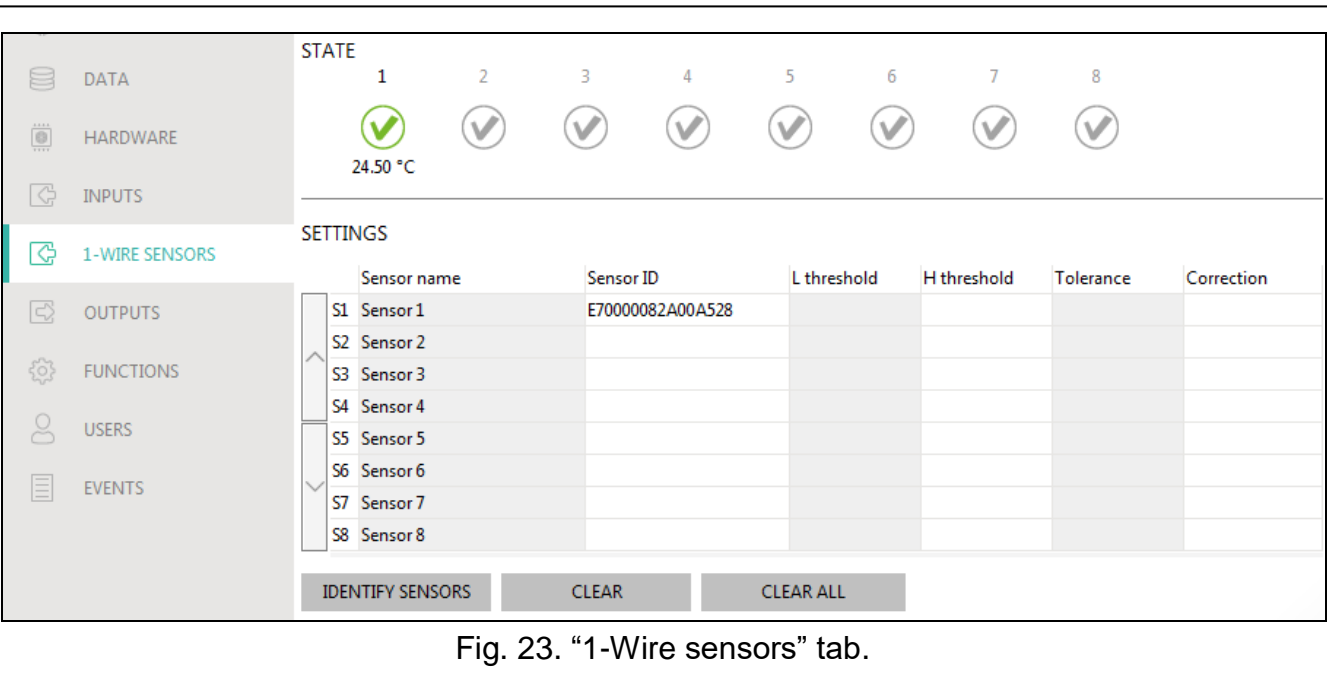 DATA
HARDWARE
INPUTS
1-WIRE SENSORS
OUTPUTS
FUNCTIONS
USERS
EVENTS
STATE
1 2 3 4 5 6 7 8
24.50 °C
SETTINGS
Sensor name Sensor ID L threshold H threshold Tolerance Correction
S1 Sensor 1 E70000082A00A528
S2 Sensor 2
S3 Sensor 3
S4 Sensor 4
S5 Sensor 5
S6 Sensor 6
S7 Sensor 7
S8 Sensor 8
IDENTIFY SENSORS CLEAR CLEAR ALL
Fig. 23. “1-Wire sensors” tab.